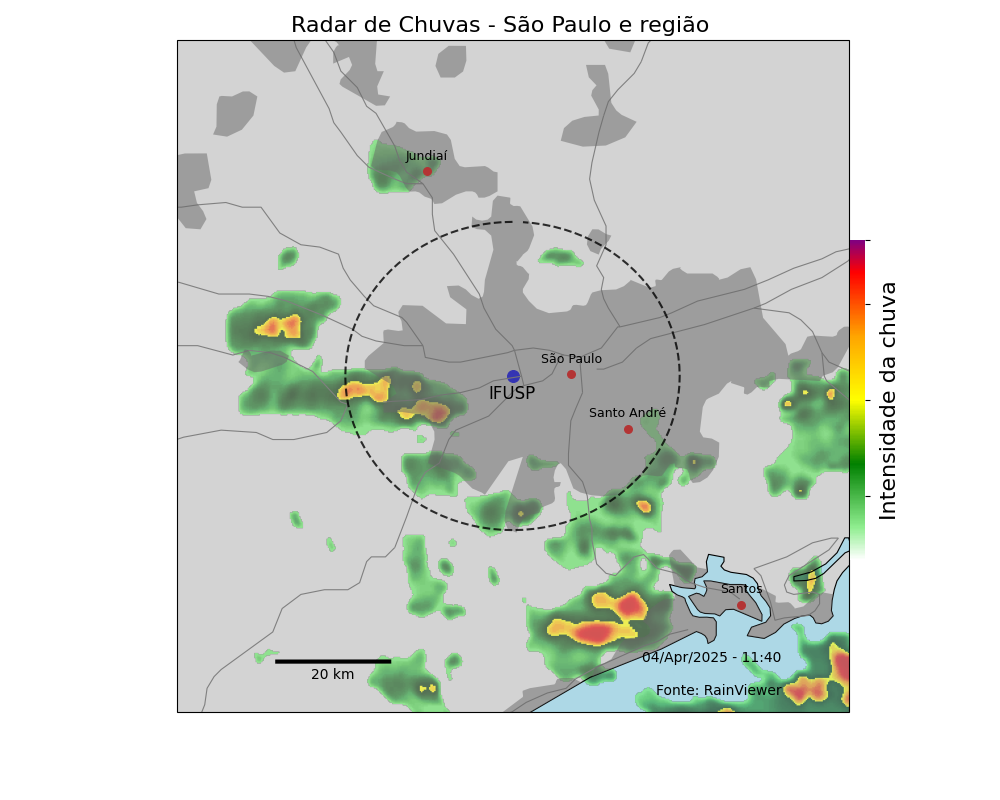 Radar de Chuvas - São Paulo e região
Jundiaí
São Paulo
IFUSP
Santo André
Intensidade da chuva
Santos
04/Apr/2025 - 11:40
20 km
Fonte: RainViewer